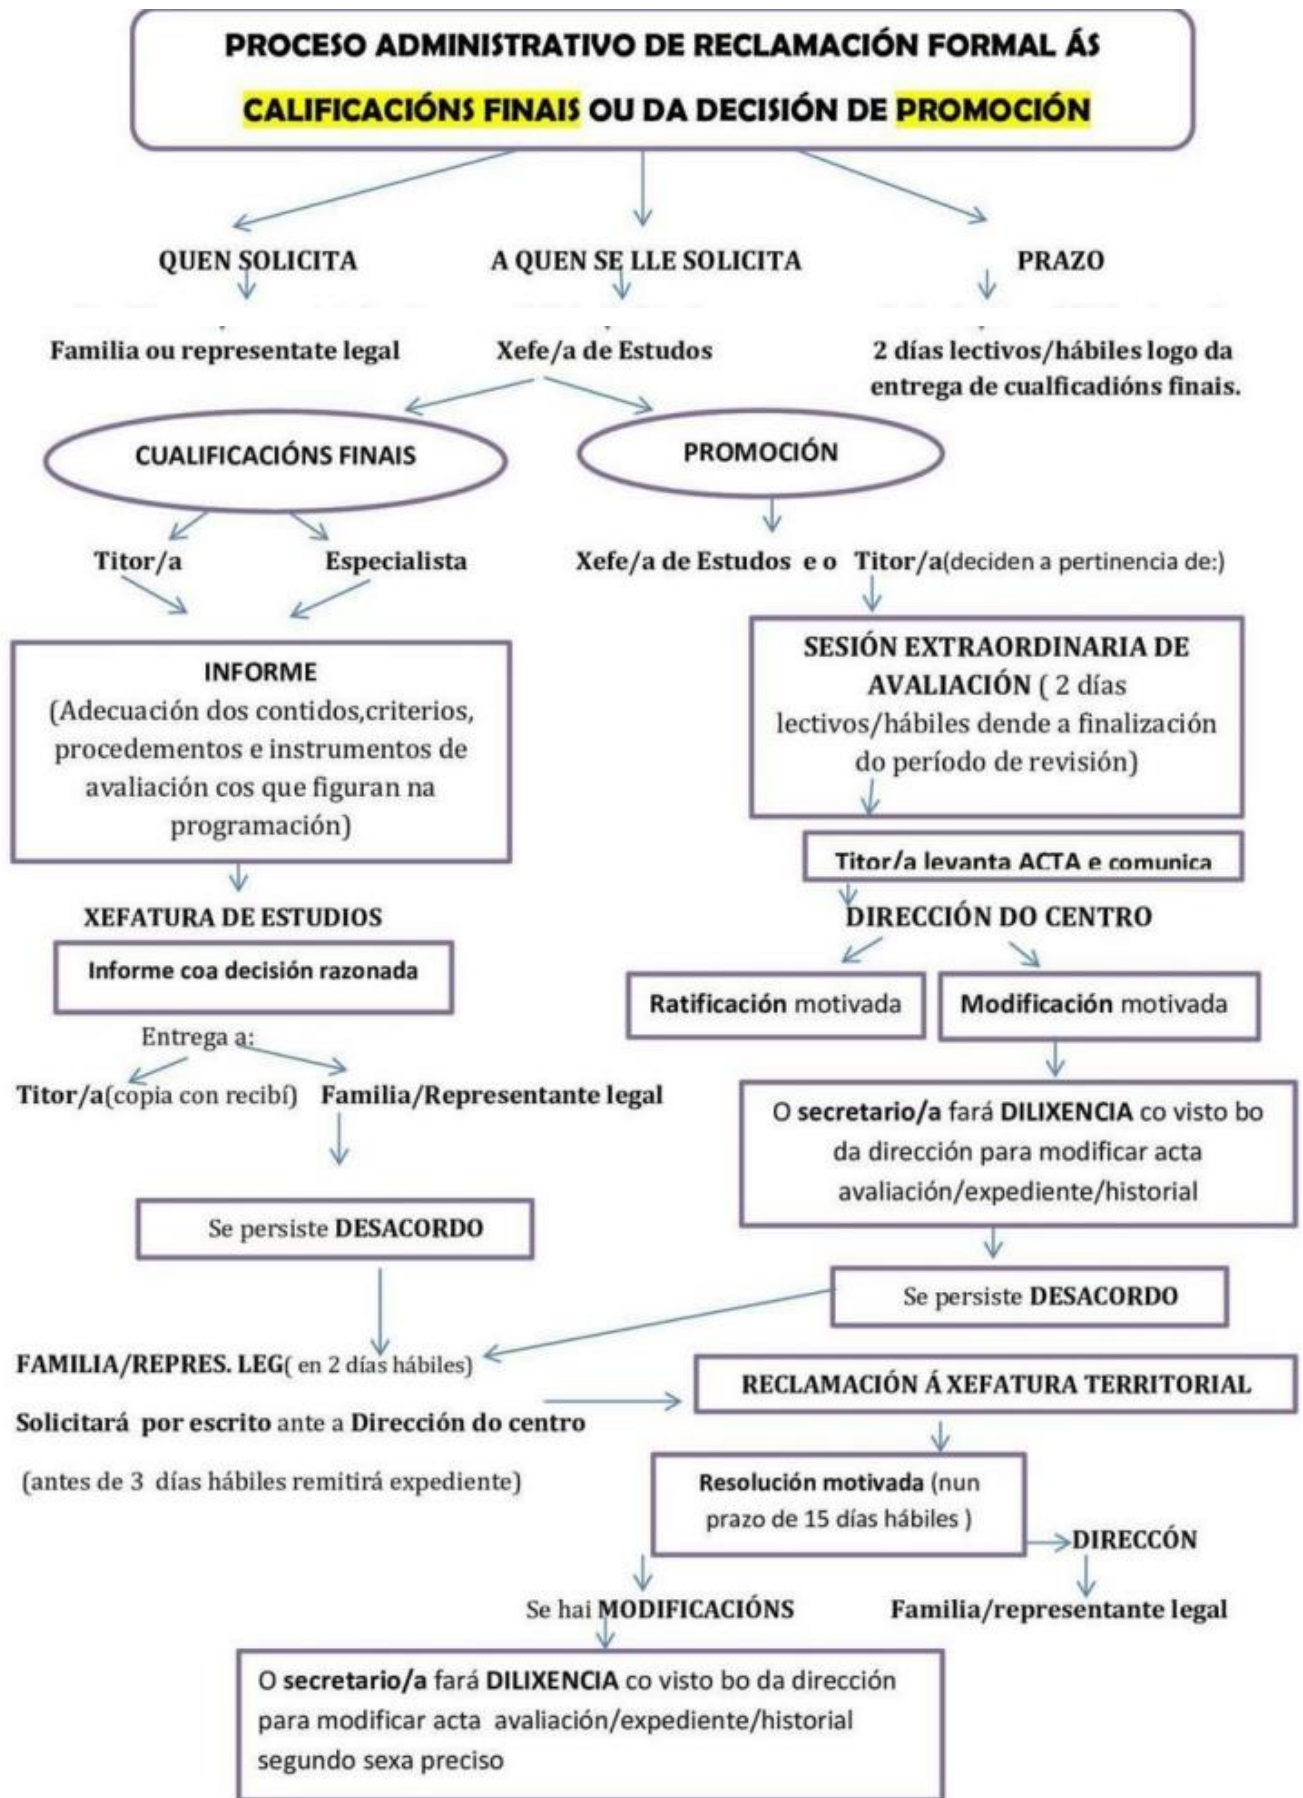 PROCESO ADMINISTRATIVO DE RECLAMACIÓN FORMAL ÁS
CALIFICACIÓNS FINAIS OU DA DECISIÓN DE PROMOCIÓN
QUEN SOLICITA
A QUEN SE LLE SOLICITA
PRAZO
Familia ou representate legal
Xefe/a de Estudos
2 días lectivos/hábiles logo da
entrega de cualficadións finais.
CUALIFICACIÓNS FINAIS
PROMOCIÓN
Titor/a
Especialista
Xefe/a de Estudos e o Titor/a(deciden a pertinencia de:)
INFORME
(Adecuación dos contidos,criterios,
procedementos e instrumentos de
avaliación cos que figuran na
programación)
SESIÓN EXTRAORDINARIA DE
AVALIACIÓN ( 2 días
lectivos/hábiles dende a finalización
do período de revisión)
Titor/a levanta ACTA e comunica
XEFATURA DE ESTUDIOS
DIRECCIÓN DO CENTRO
Informe coa decisión razonada
Ratificación motivada
Modificación motivada
Entrega a:
Titor/a(copia con recibí)
Familia/Representante legal
O secretario/a fará DILIXENCIA co visto bo
da dirección para modificar acta
avaliación/expediente/historial
Se persiste DESACORDO
Se persiste DESACORDO
FAMILIA/REPRES. LEG( en 2 días hábiles)
Solicitará por escrito ante a Dirección do centro
(antes de 3 días hábiles remitirá expediente)
RECLAMACIÓN Á XEFATURA TERRITORIAL
Resolución motivada (nun
prazo de 15 días hábiles )
DIRECCÓN
Se hai MODIFICACIÓNS
Familia/representante legal
O secretario/a fará DILIXENCIA co visto bo da dirección
para modificar acta avaliación/expediente/historial
segundo sexa preciso